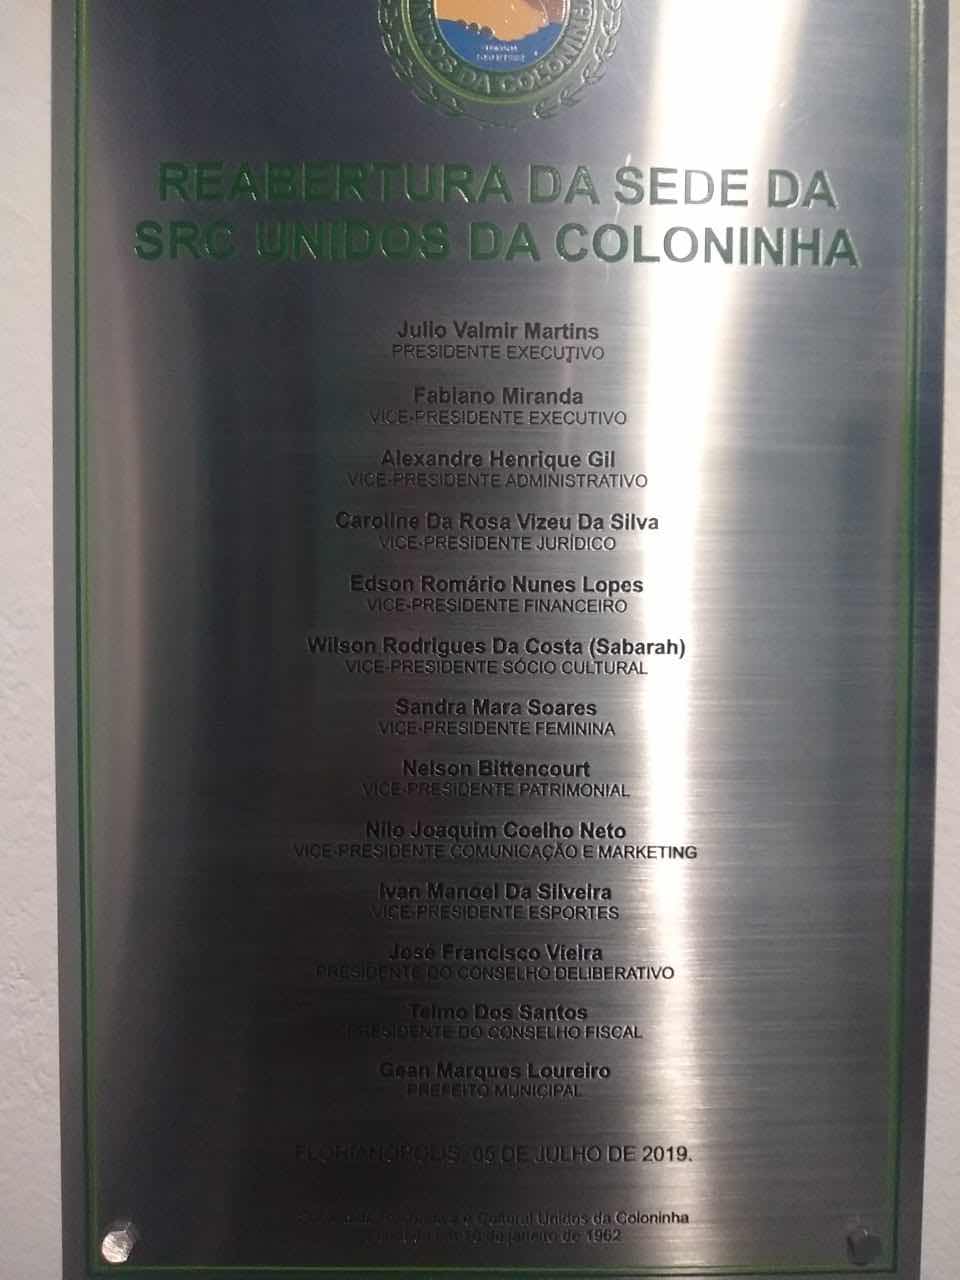 UNIDOS DA COLONINHA
REABERTURA DA SEDE DA
SRC UNIDOS DA COLONINHA
Julio Valmir Martins
PRESIDENTE EXECUTIVO
Fabiano Miranda
VICE-PRESIDENTE EXECUTIVO
Alexandre Henrique Gil
VICE-PRESIDENTE ADMINISTRATIVO
Caroline Da Rosa Vizeu Da Silva
VICE-PRESIDENTE JURÍDICO
Edson Romário Nunes Lopes
VICE-PRESIDENTE FINANCEIRO
Wilson Rodrigues Da Costa (Sabarah)
VICE-PRESIDENTE SÓCIO CULTURAL
Sandra Mara Soares
VICE-PRESIDENTE FEMININA
Nelson Bittencourt
VICE-PRESIDENTE PATRIMONIAL
Nilo Joaquim Coelho Neto
VICE-PRESIDENTE COMUNICAÇÃO E MARKETING
Ivan Manoel Da Silveira
VICE-PRESIDENTE ESPORTES
José Francisco Vieira
PRESIDENTE DO CONSELHO DELIBERATIVO
Telmo Dos Santos
PRESIDENTE DO CONSELHO FISCAL
Gean Marques Loureiro
PREFEITO MUNICIPAL
FLORIANÓPOLIS, 05 DE JULHO DE 2019.
e Cultural Unidos da Coloninha
de janeiro de 1962